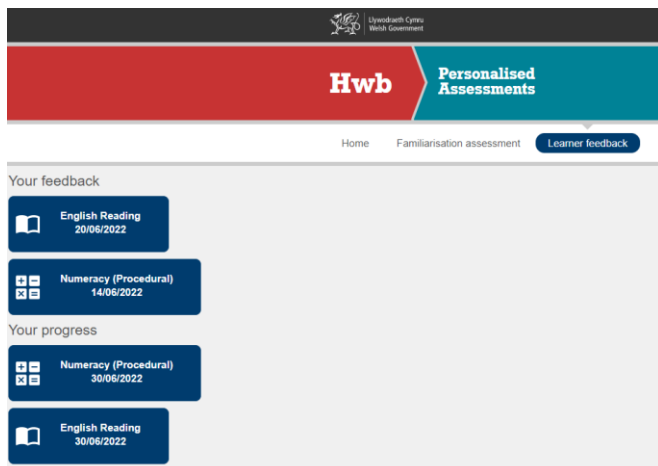 Llywodraeth Cymru
Welsh Government
Hwb
Personalised
Assessments
Home Familiarisation assessment Learner feedback
Your feedback
English Reading
20/06/2022
Numeracy (Procedural)
14/06/2022
Your progress
Numeracy (Procedural)
30/06/2022
English Reading
30/06/2022